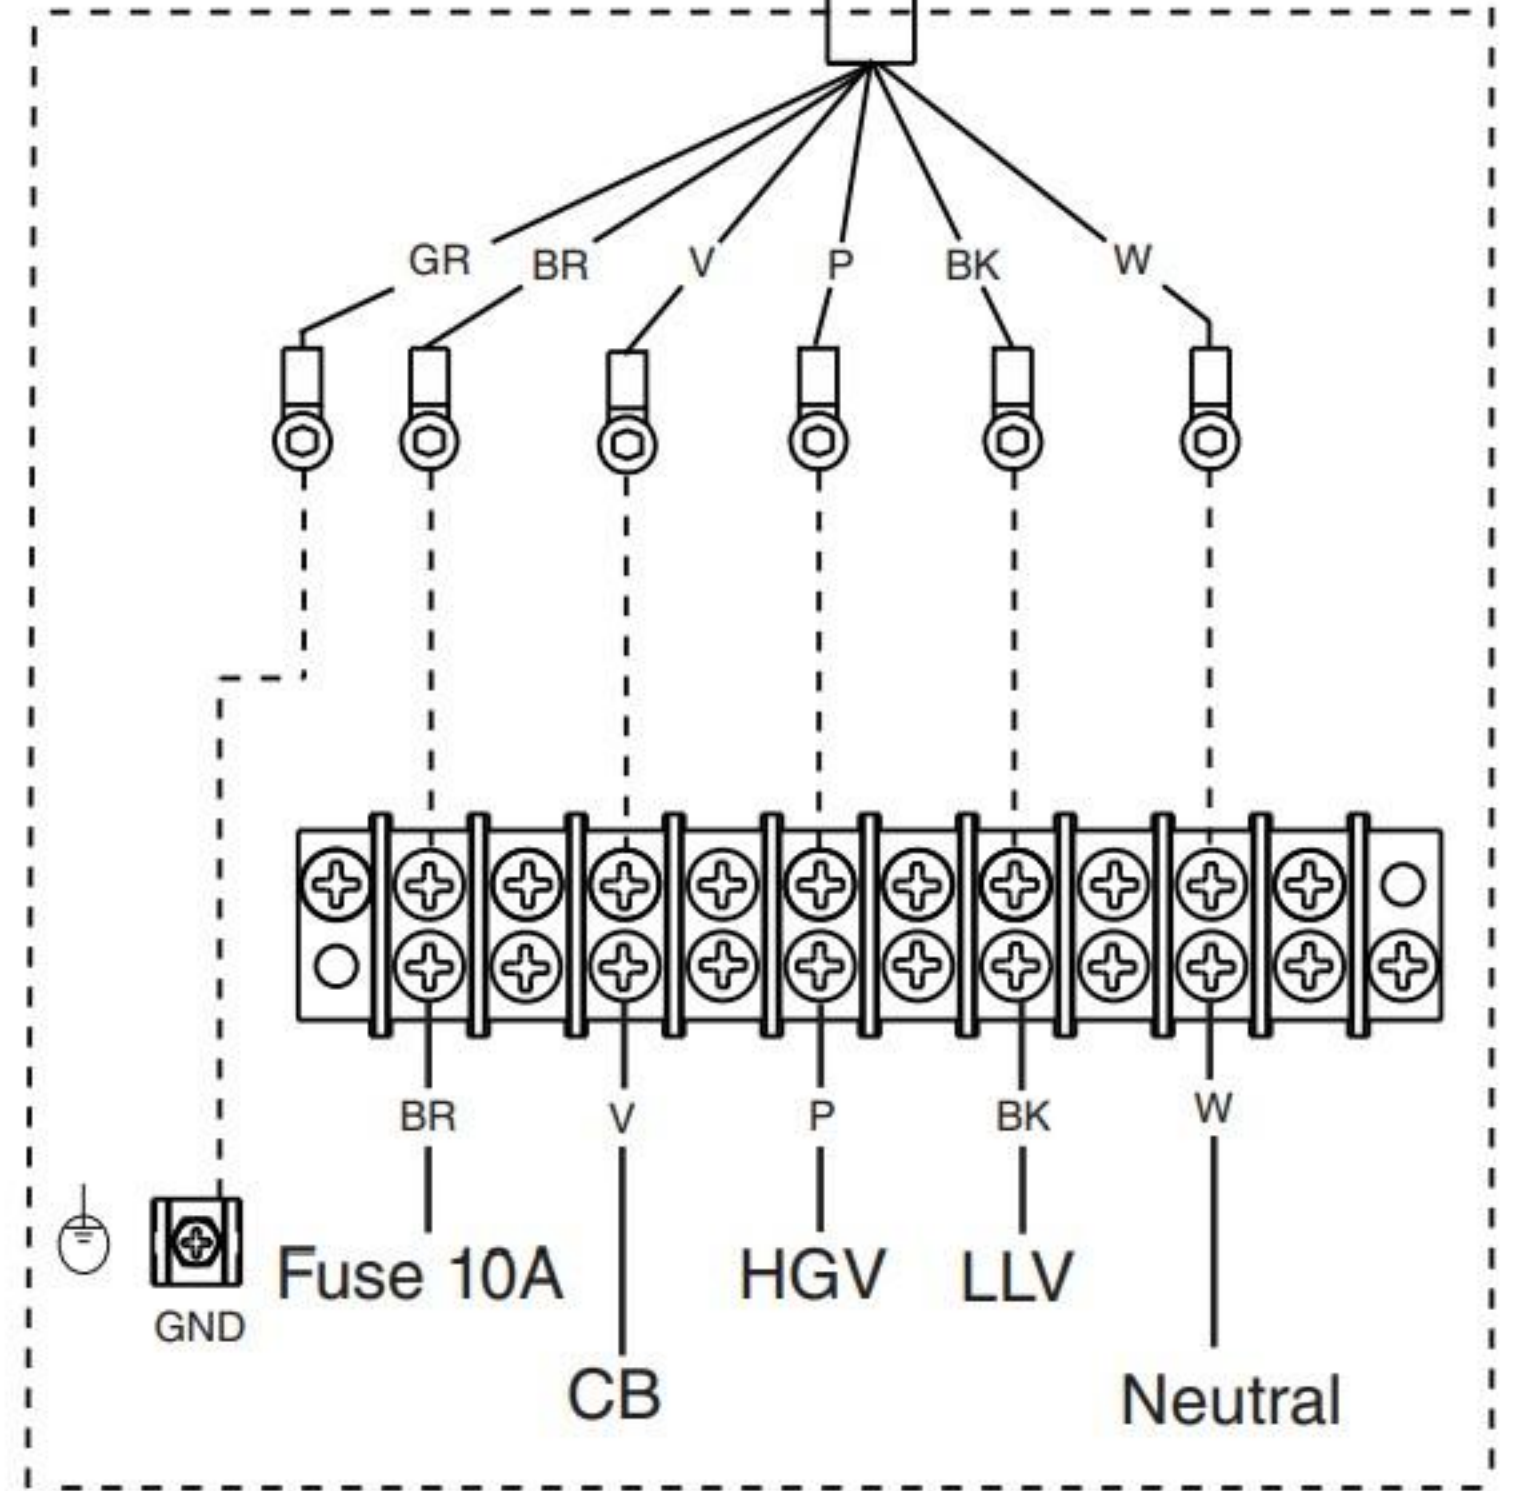 GR BR V P BK W
BR V P BK W
Fuse 10A HGV LLV
GND
CB Neutral